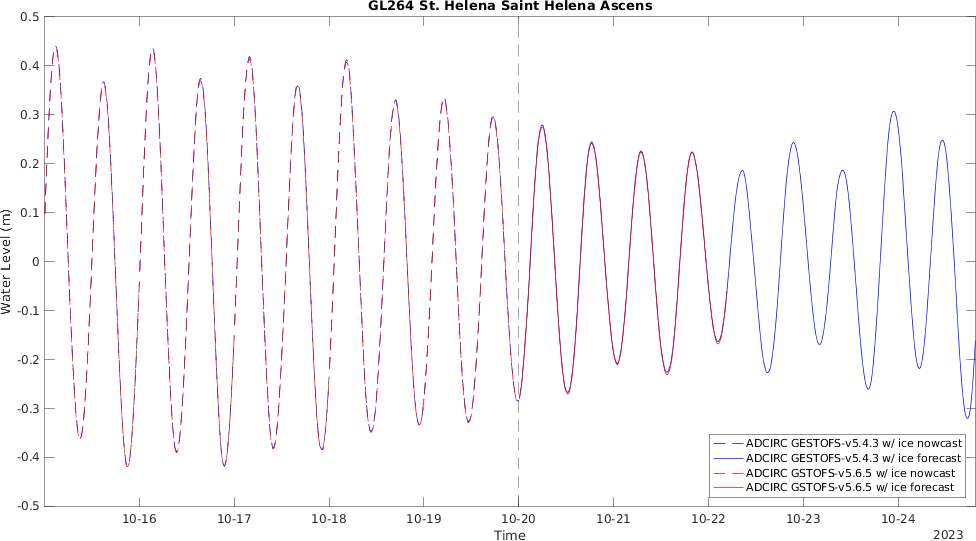 GL264 St. Helena Saint Helena Ascens
0.5
0.4
0.3
0.2
0.1
0
-0.1
-0.2
-0.3
-0.4
-0.5
Water Level (m)
ADCIRC GESTOFS-v5.4.3 w/ ice nowcast
ADCIRC GESTOFS-v5.4.3 w/ ice forecast
ADCIRC GSTOFS-v5.6.5 w/ ice nowcast
ADCIRC GSTOFS-v5.6.5 w/ ice forecast
10-16 10-17 10-18 10-19 10-20 10-21 10-22 10-23 10-24
Time
2023